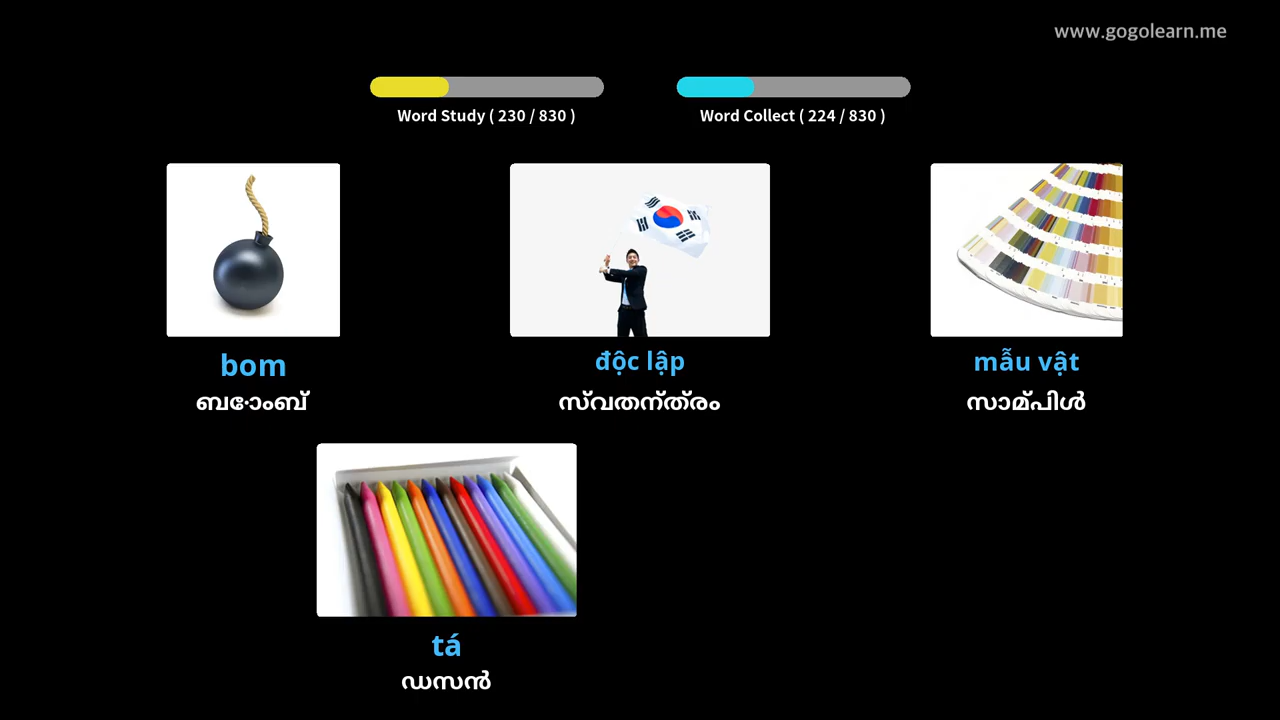 www.gogolearn.me
Word Study ( 230 / 830 )
Word Collect ( 224 / 830 )
bom
độc lập
mẫu vật
ബോംബ്
സ്വതന്ത്രം
സാമ്പിൾ
tá
ഡസൻ